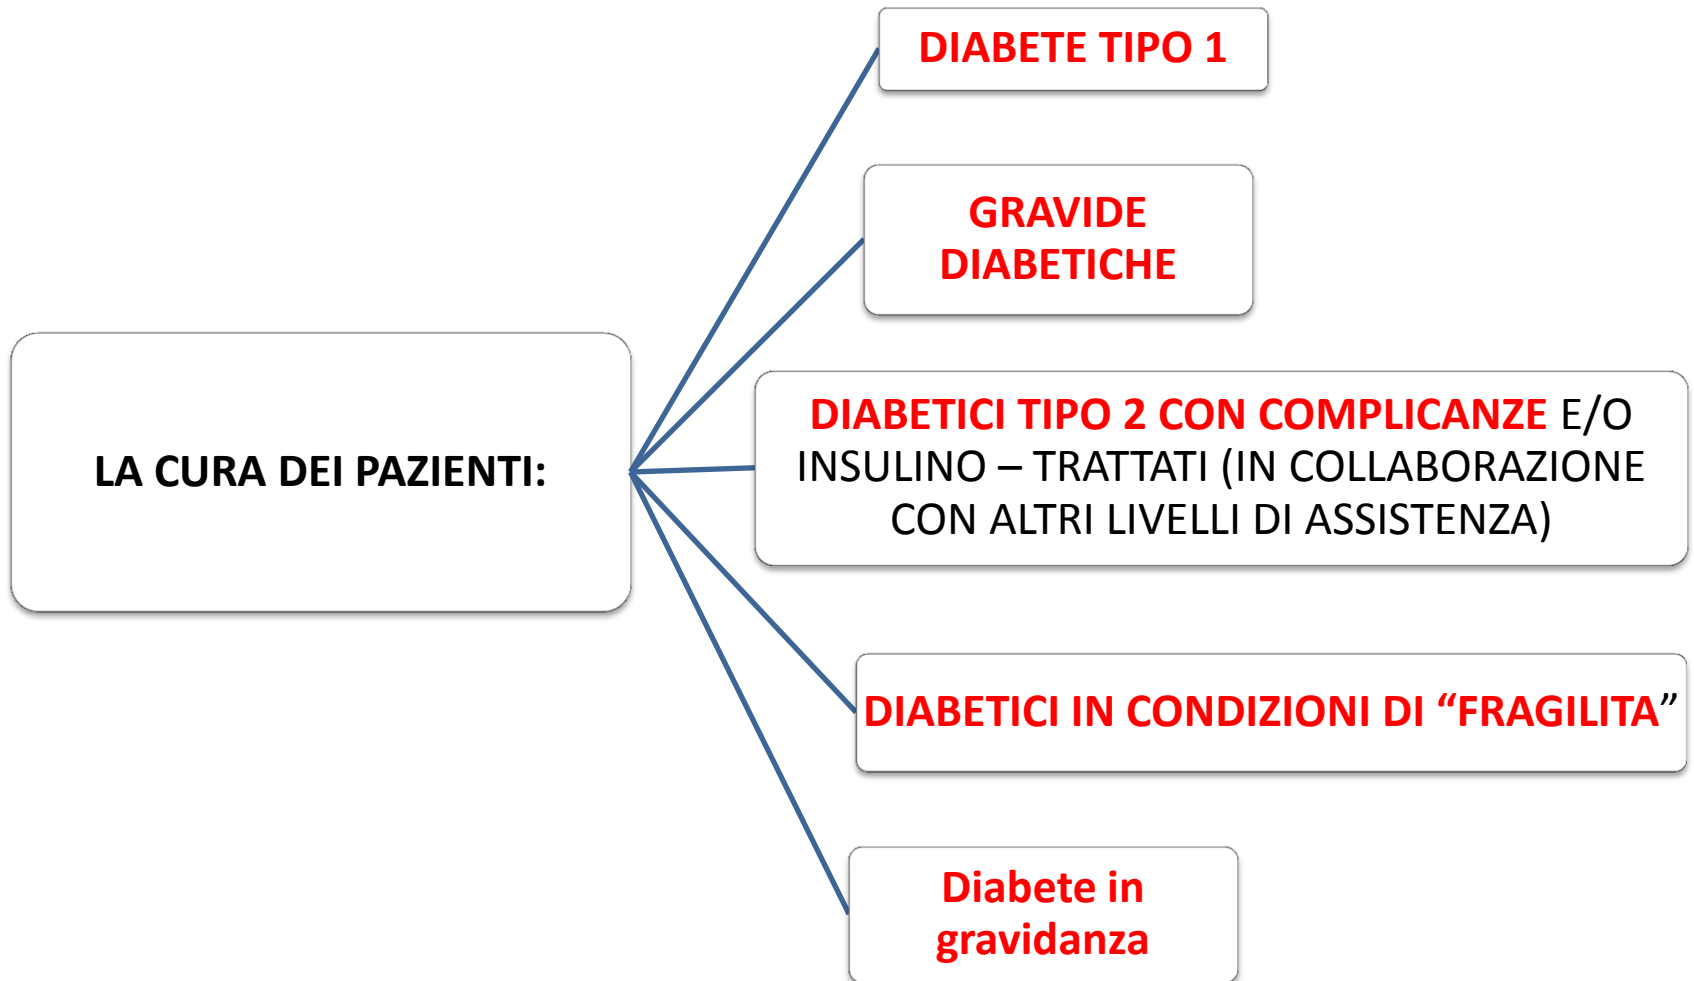 DIABETE TIPO 1
GRAVIDE
DIABETICHE
LA CURA DEI PAZIENTI:
DIABETICI TIPO 2 CON COMPLICANZE E/O
INSULINO – TRATTATI (IN COLLABORAZIONE
CON ALTRI LIVELLI DI ASSISTENZA)
DIABETICI IN CONDIZIONI DI “FRAGILITA”
Diabete in
gravidanza